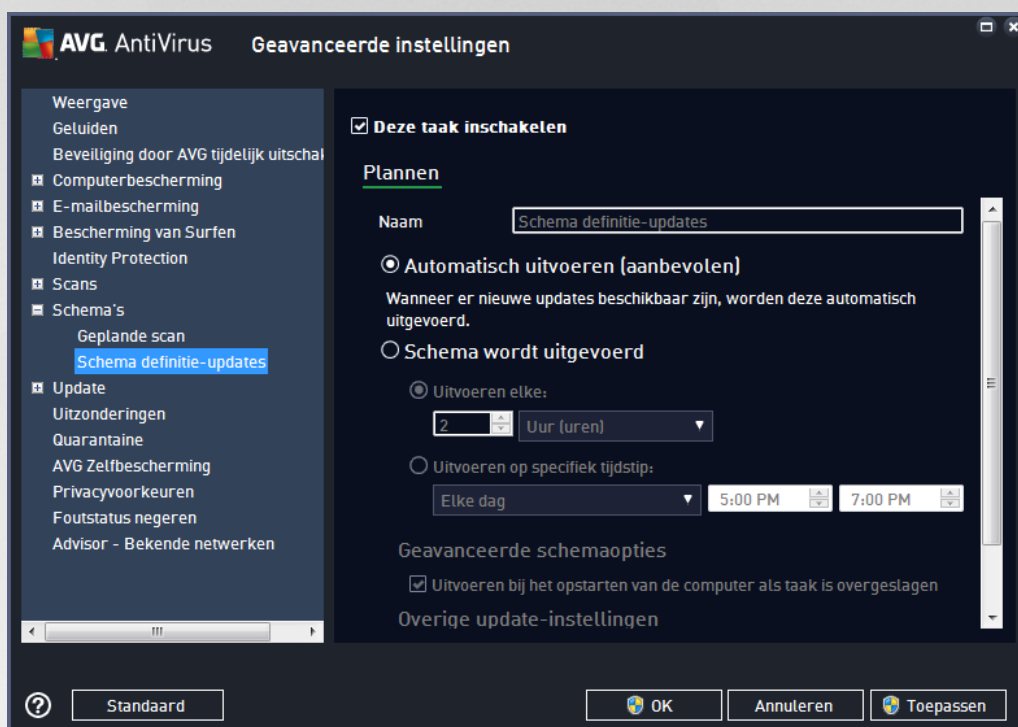 AVG. AntiVirus Geavanceerde instellingen
Weergave
Geluiden
Beveiliging door AVG tijdelijk uitschak
Computerbescherming
E-mailbescherming
Bescherming van Surfen
Identity Protection
Scans
Schema's
Geplande scan
Schema definitie-updates
Update
Uitzonderingen
Quarantaine
AVG Zelfbescherming
Privacyvoorkeuren
Foutstatus negeren
Advisor - Bekende netwerken
Deze taak inschakelen
Plannen
Naam Schema definitie-updates
Automatisch uitvoeren (aanbevolen)
Wanneer er nieuwe updates beschikbaar zijn, worden deze automatisch
uitgevoerd.
Schema wordt uitgevoerd
Uitvoeren elke:
2 Uur (uren)
Uitvoeren op specifiek tijdstip:
Elke dag 5:00 PM 7:00 PM
Geavanceerde schemaopties
Uitvoeren bij het opstarten van de computer als taak is overgeslagen
Overige update-instellingen
? Standaard OK Annuleren Toepassen